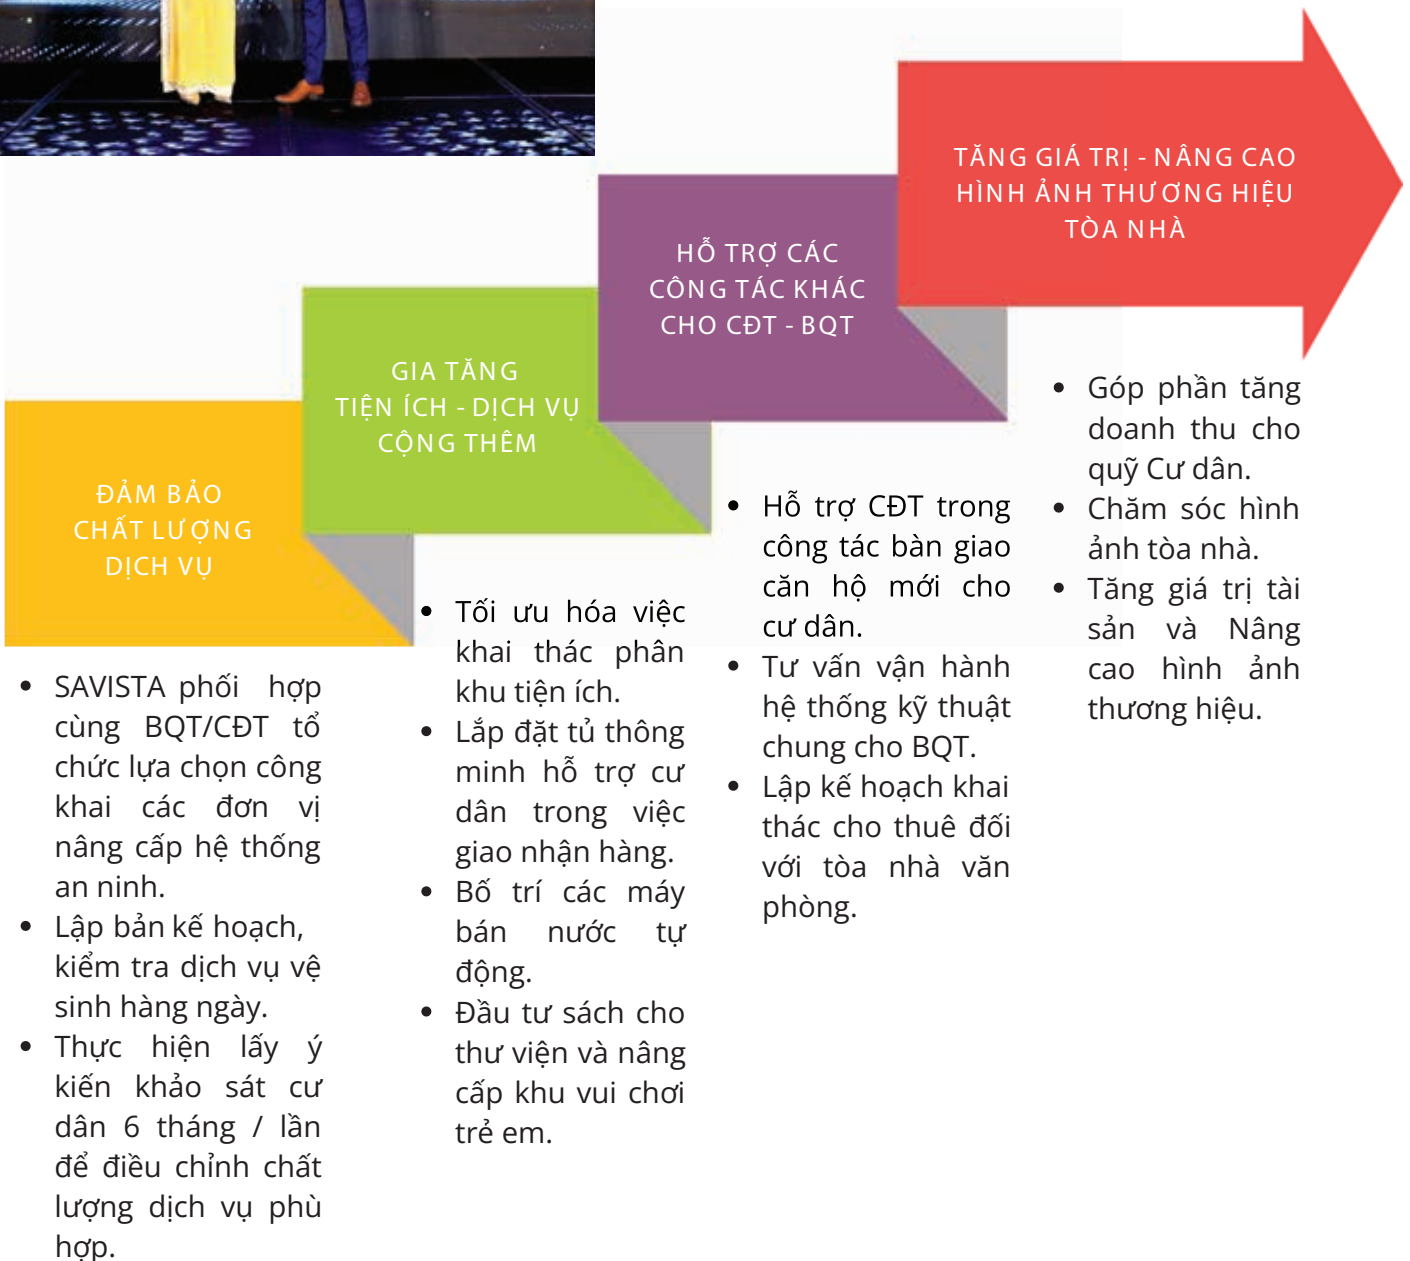 ĐẢM BẢO
CHẤT LƯỢNG
DỊCH VỤ
SAVISTA phối hợp
cùng BQT/CĐT tổ
chức lựa chọn công
khai các đơn vị
nâng cấp hệ thống
an ninh.
Lập bản kế hoạch,
kiểm tra dịch vụ vệ
sinh hàng ngày.
Thực hiện lấy ý
kiến khảo sát cư
dân 6 tháng / lần
để điều chỉnh chất
lượng dịch vụ phù
hợp.
GIA TĂNG
TIỆN ÍCH - DỊCH VỤ
CỘNG THÊM
Tối ưu hóa việc
khai thác phân
khu tiện ích.
Lắp đặt tủ thông
minh hỗ trợ cư
dân trong việc
giao nhận hàng.
Bố trí các máy
bán nước tự
động.
Đầu tư sách cho
thư viện và nâng
cấp khu vui chơi
trẻ em.
HỖ TRỢ CÁC
CÔNG TÁC KHÁC
CHO CĐT - BQT
Hỗ trợ CĐT trong
công tác bàn giao
căn hộ mới cho
cư dân.
Tư vấn vận hành
hệ thống kỹ thuật
chung cho BQT.
Lập kế hoạch khai
thác cho thuê đối
với tòa nhà văn
phòng.
TĂNG GIÁ TRỊ - NÂNG CAO
HÌNH ẢNH THƯƠNG HIỆU
TÒA NHÀ
Góp phần tăng
doanh thu cho
quỹ Cư dân.
Chăm sóc hình
ảnh tòa nhà.
Tăng giá trị tài
sản và Nâng
cao hình ảnh
thương hiệu.